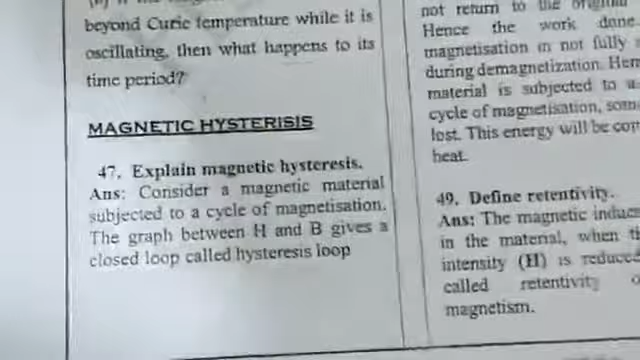 beyond Curie temperature while it is
oscillating, then what happens to its
time period?
MAGNETIC HYSTERISIS
47. Explain magnetic hysteresis.
Ans: Consider a magnetic material
subjected to a cycle of magnetisation.
The graph between H and B gives a
closed loop called hysteresis loop
not return to the original
Hence the work done
magnetisation in not fully
during demagnetization.
material is subjected to a
cycle of magnetisation,
lost. This energy will be
heat.
49. Define retentivity.
Ans: The magnetic
in the material, when
intensity (H) is reduced
called retentivity
magnetism.